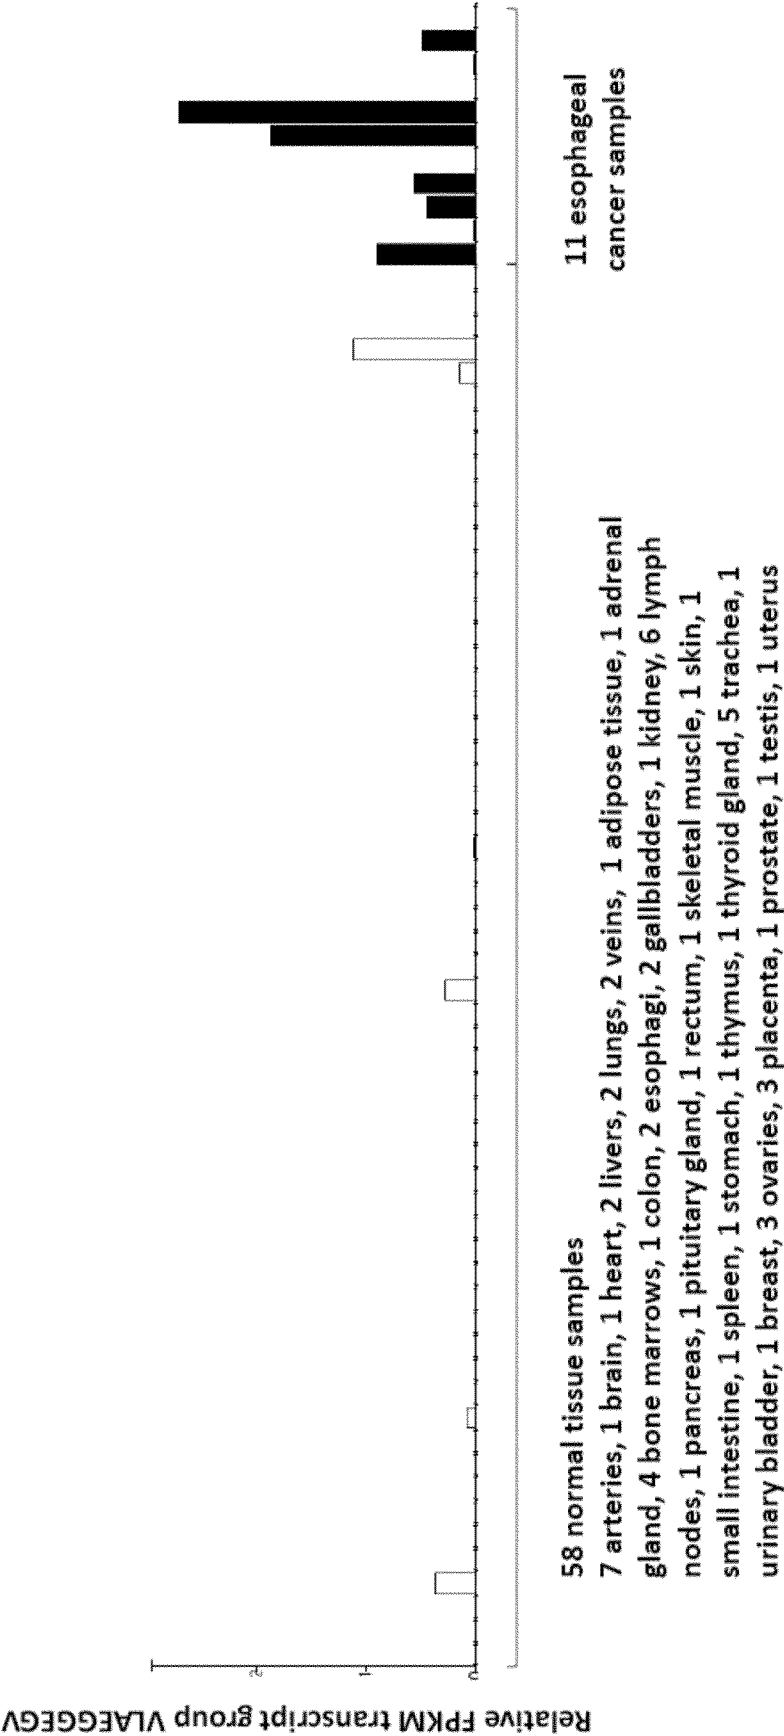 Relative FPKM transcript group VLAEGGEGV
2
1
0
58 normal tissue samples
7 arteries, 1 brain, 1 heart, 2 livers, 2 lungs, 2 veins, 1 adipose tissue, 1 adrenal
gland, 4 bone marrows, 1 colon, 2 esophagi, 2 gallbladders, 1 kidney, 6 lymph
nodes, 1 pancreas, 1 pituitary gland, 1 rectum, 1 skeletal muscle, 1 skin, 1
small intestine, 1 spleen, 1 stomach, 1 thymus, 1 thyroid gland, 5 trachea, 1
urinary bladder, 1 breast, 3 ovaries, 3 placenta, 1 prostate, 1 testis, 1 uterus
11 esophageal
cancer samples